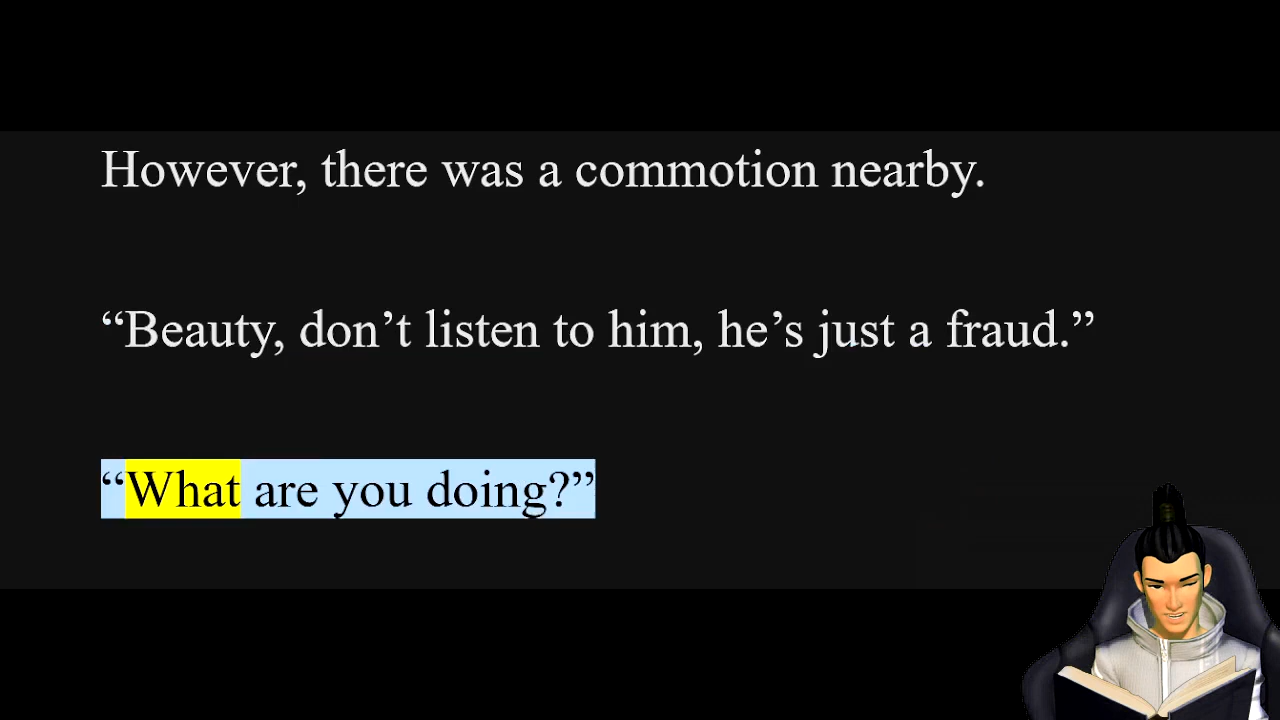 However, there was a commotion nearby.
“Beauty, don’t listen to him, he’s just a fraud.”
“What are you doing?”